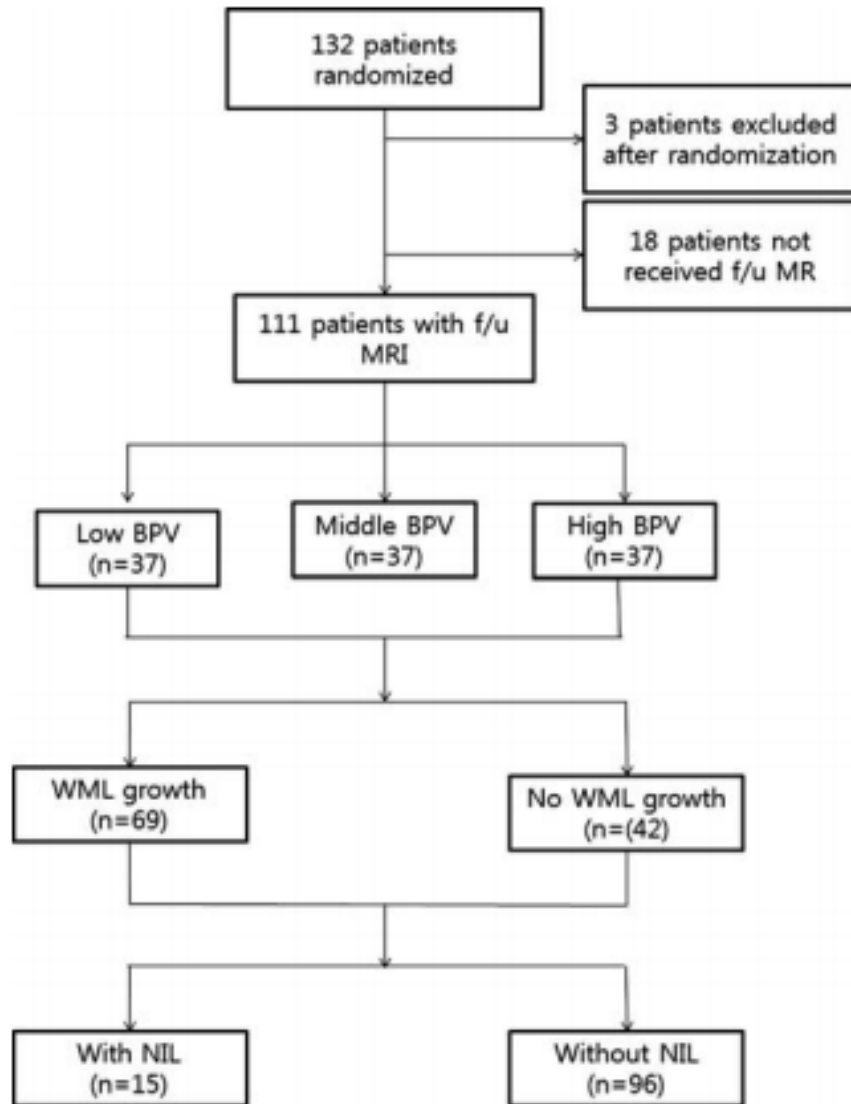 132 patients
randomized
3 patients excluded
after randomization
18 patients not
received f/u MR
111 patients with f/u
MRI
Low BPV
(n=37)
Middle BPV
(n=37)
High BPV
(n=37)
WML growth
(n=69)
No WML growth
(n=(42)
With NIL
(n=15)
Without NIL
(n=96)